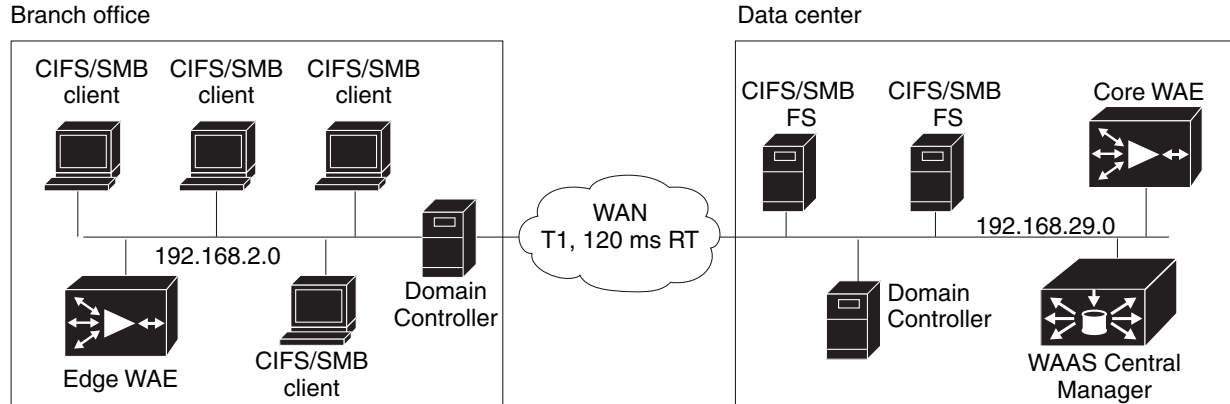 Branch office
CIFS/SMB
client
CIFS/SMB
client
CIFS/SMB
client
192.168.2.0
Edge WAE
CIFS/SMB
client
Domain
Controller
WAN
T1, 120 ms RT
Data center
CIFS/SMB
FS
CIFS/SMB
FS
Core WAE
192.168.29.0
Domain
Controller
WAAS Central
Manager